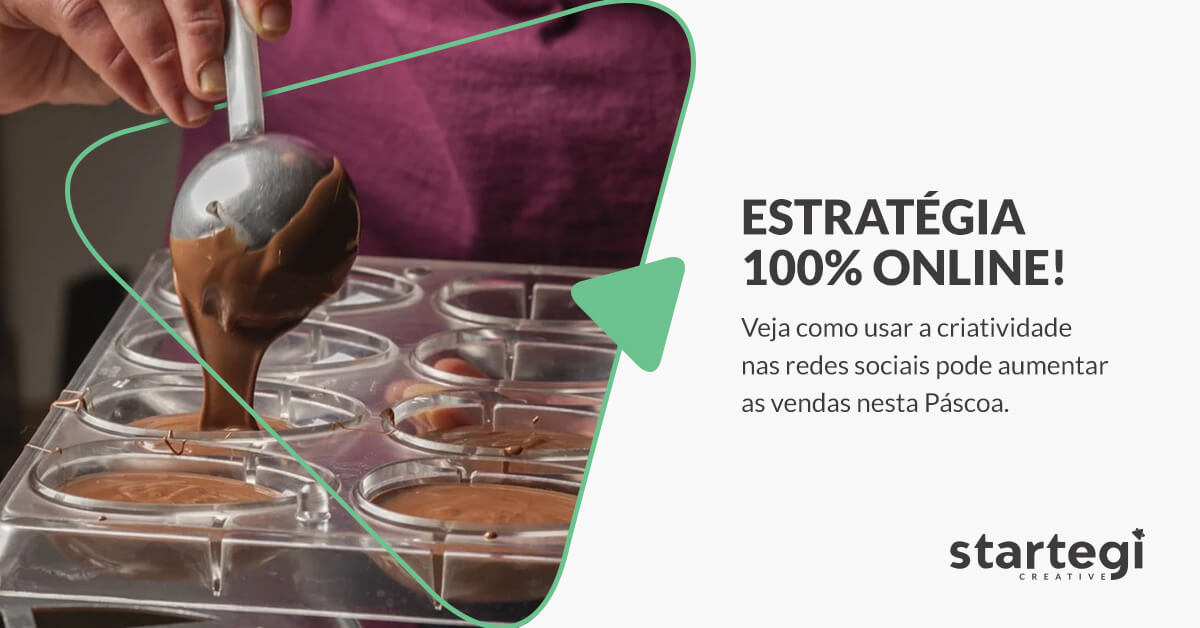 ESTRATÉGIA
100% ONLINE!
Veja como usar a criatividade
nas redes sociais pode aumentar
as vendas nesta Páscoa.
startegi
CREATIVE